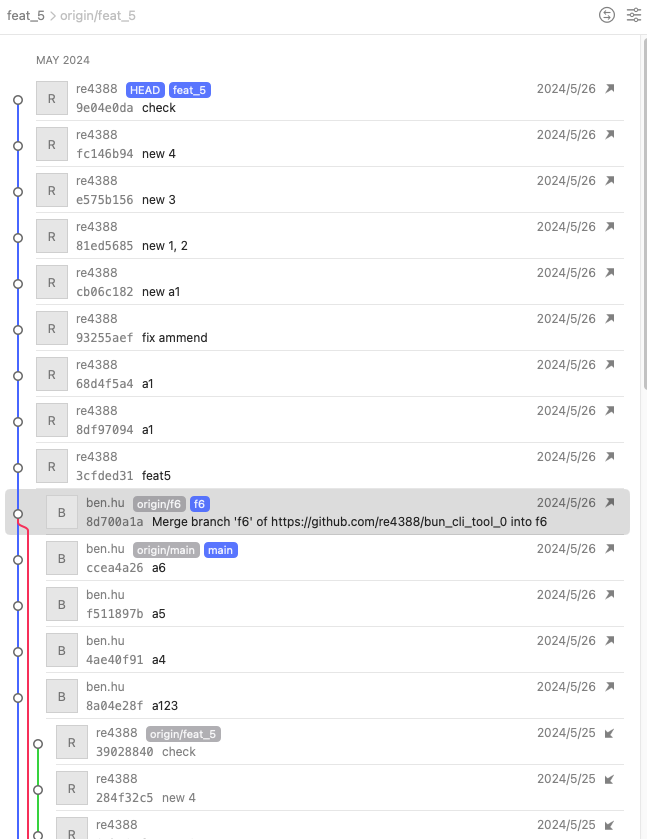 feat_5 > origin/feat_5
MAY 2024
R re4388 HEAD feat_5 2024/5/26
9e04e0da check
R re4388 2024/5/26
fc146b94 new 4
R re4388 2024/5/26
e575b156 new 3
R re4388 2024/5/26
81ed5685 new 1, 2
R re4388 2024/5/26
cb06c182 new a1
R re4388 2024/5/26
93255aef fix ammend
R re4388 2024/5/26
68d4f5a4 a1
R re4388 2024/5/26
8df97094 a1
R re4388 2024/5/26
3cfded31 feat5
B ben.hu origin/f6 f6 2024/5/26
8d700a1a Merge branch 'f6' of https://github.com/re4388/bun_cli_tool_0 into f6
B ben.hu origin/main main 2024/5/26
ccea4a26 a6
B ben.hu 2024/5/26
f511897b a5
B ben.hu 2024/5/26
4ae40f91 a4
B ben.hu 2024/5/26
8a04e28f a123
R re4388 origin/feat_5 2024/5/25
39028840 check
R re4388 2024/5/25
284f32c5 new 4
R re4388 2024/5/25